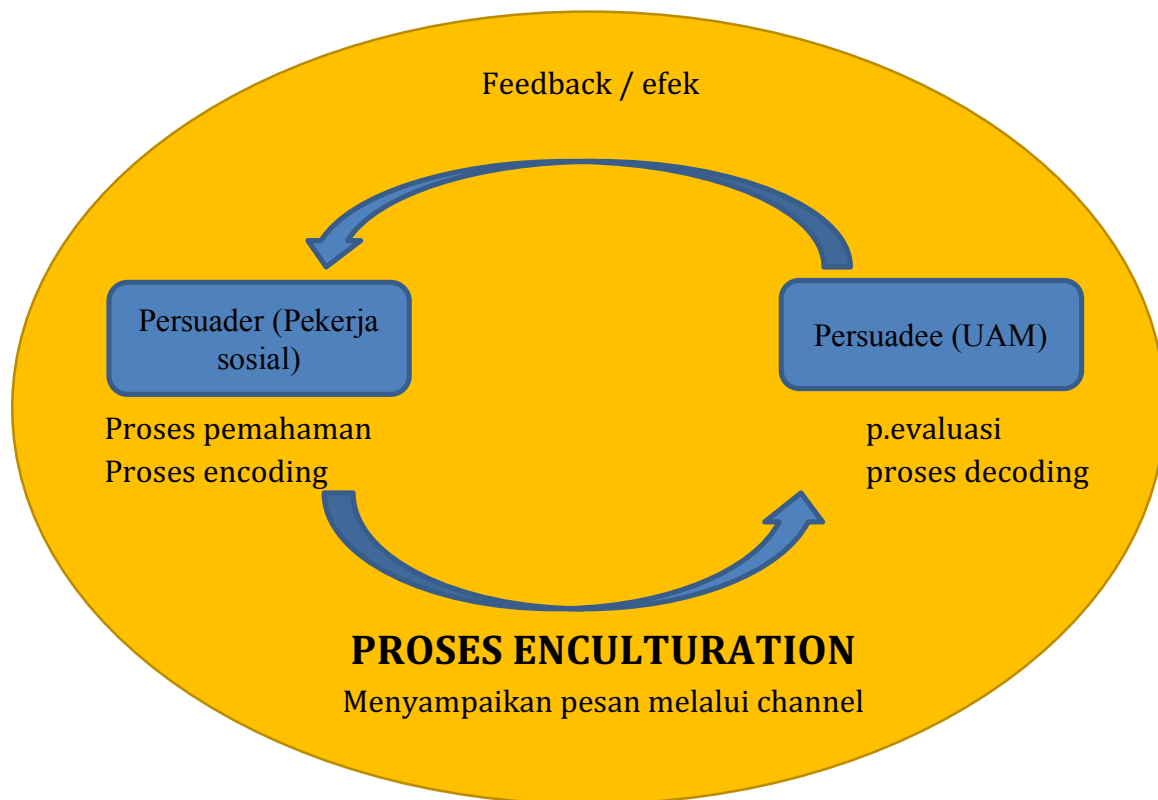 Feedback / efek
Persuader (Pekerja
sosial)
Persuadee (UAM)
Proses pemahaman
Proses encoding
p.evaluasi
proses decoding
PROSES ENCULTURATION
Menyampaikan pesan melalui channel